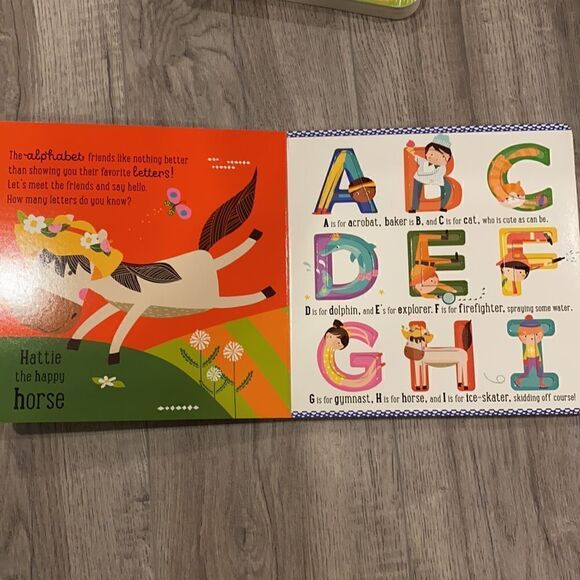 The alphabet friends like nothing better
than showing you their favorite letters!
Let's meet the friends and say hello.
How many letters do you know?
Hattie
the happy
horse
A B C
A is for acrobat, baker is B, and C is for cat, who is cute as can be.
D E F
D is for dolphin, and E's for explorer. F is for firefighter, spraying some water.
G H I
G is for gymnast, H is for horse, and I is for ice-skater, skidding off course!